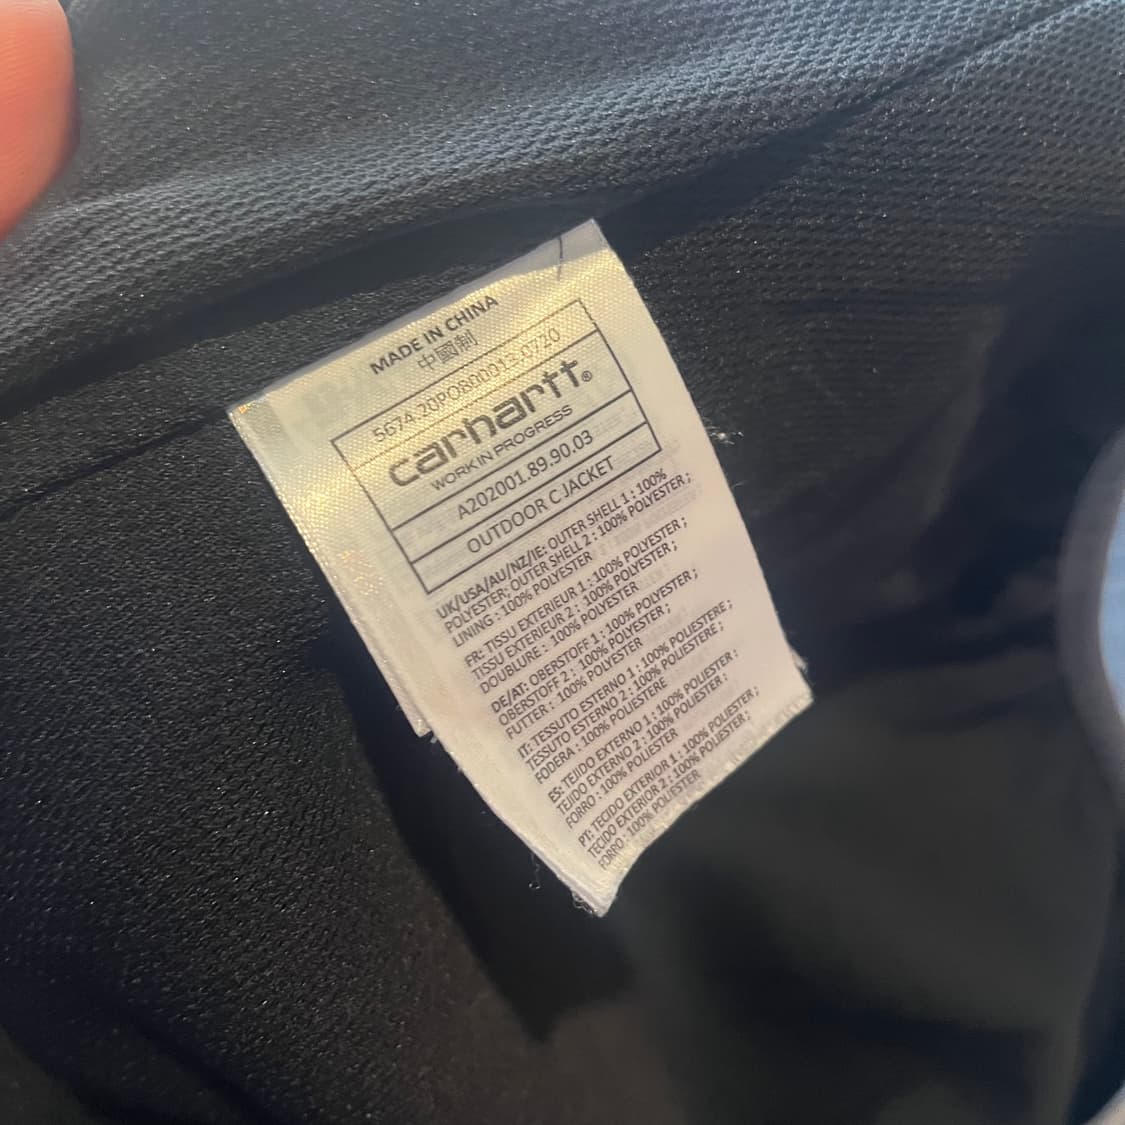 MADE IN CHINA
中國制
5674.20PO800013.0720
carhartt®
WORK IN PROGRESS
A202001.89.90.03
OUTDOOR C JACKET
UK/USA/AU/NZ/IE: OUTER SHELL 1 : 100%
POLYESTER; OUTER SHELL 2 : 100% POLYESTER ;
LINING : 100% POLYESTER
FR: TISSU EXTERIEUR 1 : 100% POLYESTER ;
TISSU EXTERIEUR 2 : 100% POLYESTER ;
DOUBLURE : 100% POLYESTER
DE/AT: OBERSTOFF 1 : 100% POLYESTER ;
OBERSTOFF 2 : 100% POLYESTER ;
FUTTER : 100% POLYESTER
IT: TESSUTO ESTERNO 1 : 100% POLIESTERE ;
TESSUTO ESTERNO 2 : 100% POLIESTERE ;
FODERA : 100% POLIESTERE
ES: TEJIDO EXTERNO 1 : 100% POLIESTER ;
TEJIDO EXTERNO 2 : 100% POLIESTER ;
FORRO : 100% POLIESTER
PT: TECIDO EXTERIOR 1 : 100% POLIESTER ;
TECIDO EXTERIOR 2 : 100% POLIESTER ;
FORRO : 100% POLIESTER